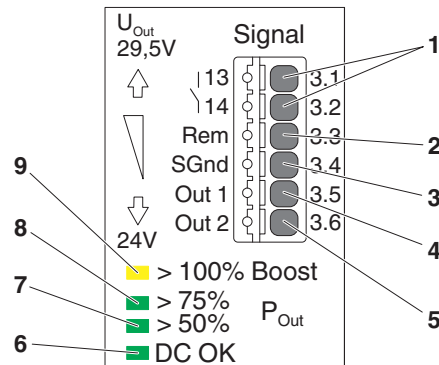 U Out
29,5V
Signal
1
13
3.1
14
3.2
Rem
3.3
2
SGnd
3.4
3
Out 1
3.5
4
Out 2
3.6
5
24V
9
> 100% Boost
8
> 75%
7
> 50%
P Out
6
DC OK